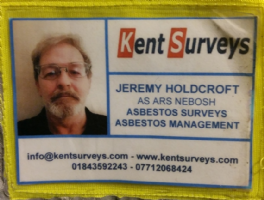 Kent Surveys
JEREMY HOLDCROFT
AS ARS NEBOSH
ASBESTOS SURVEYS
ASBESTOS MANAGEMENT
info@kentsurveys.com - www.kentsurveys.com
01843592243 - 07712068424